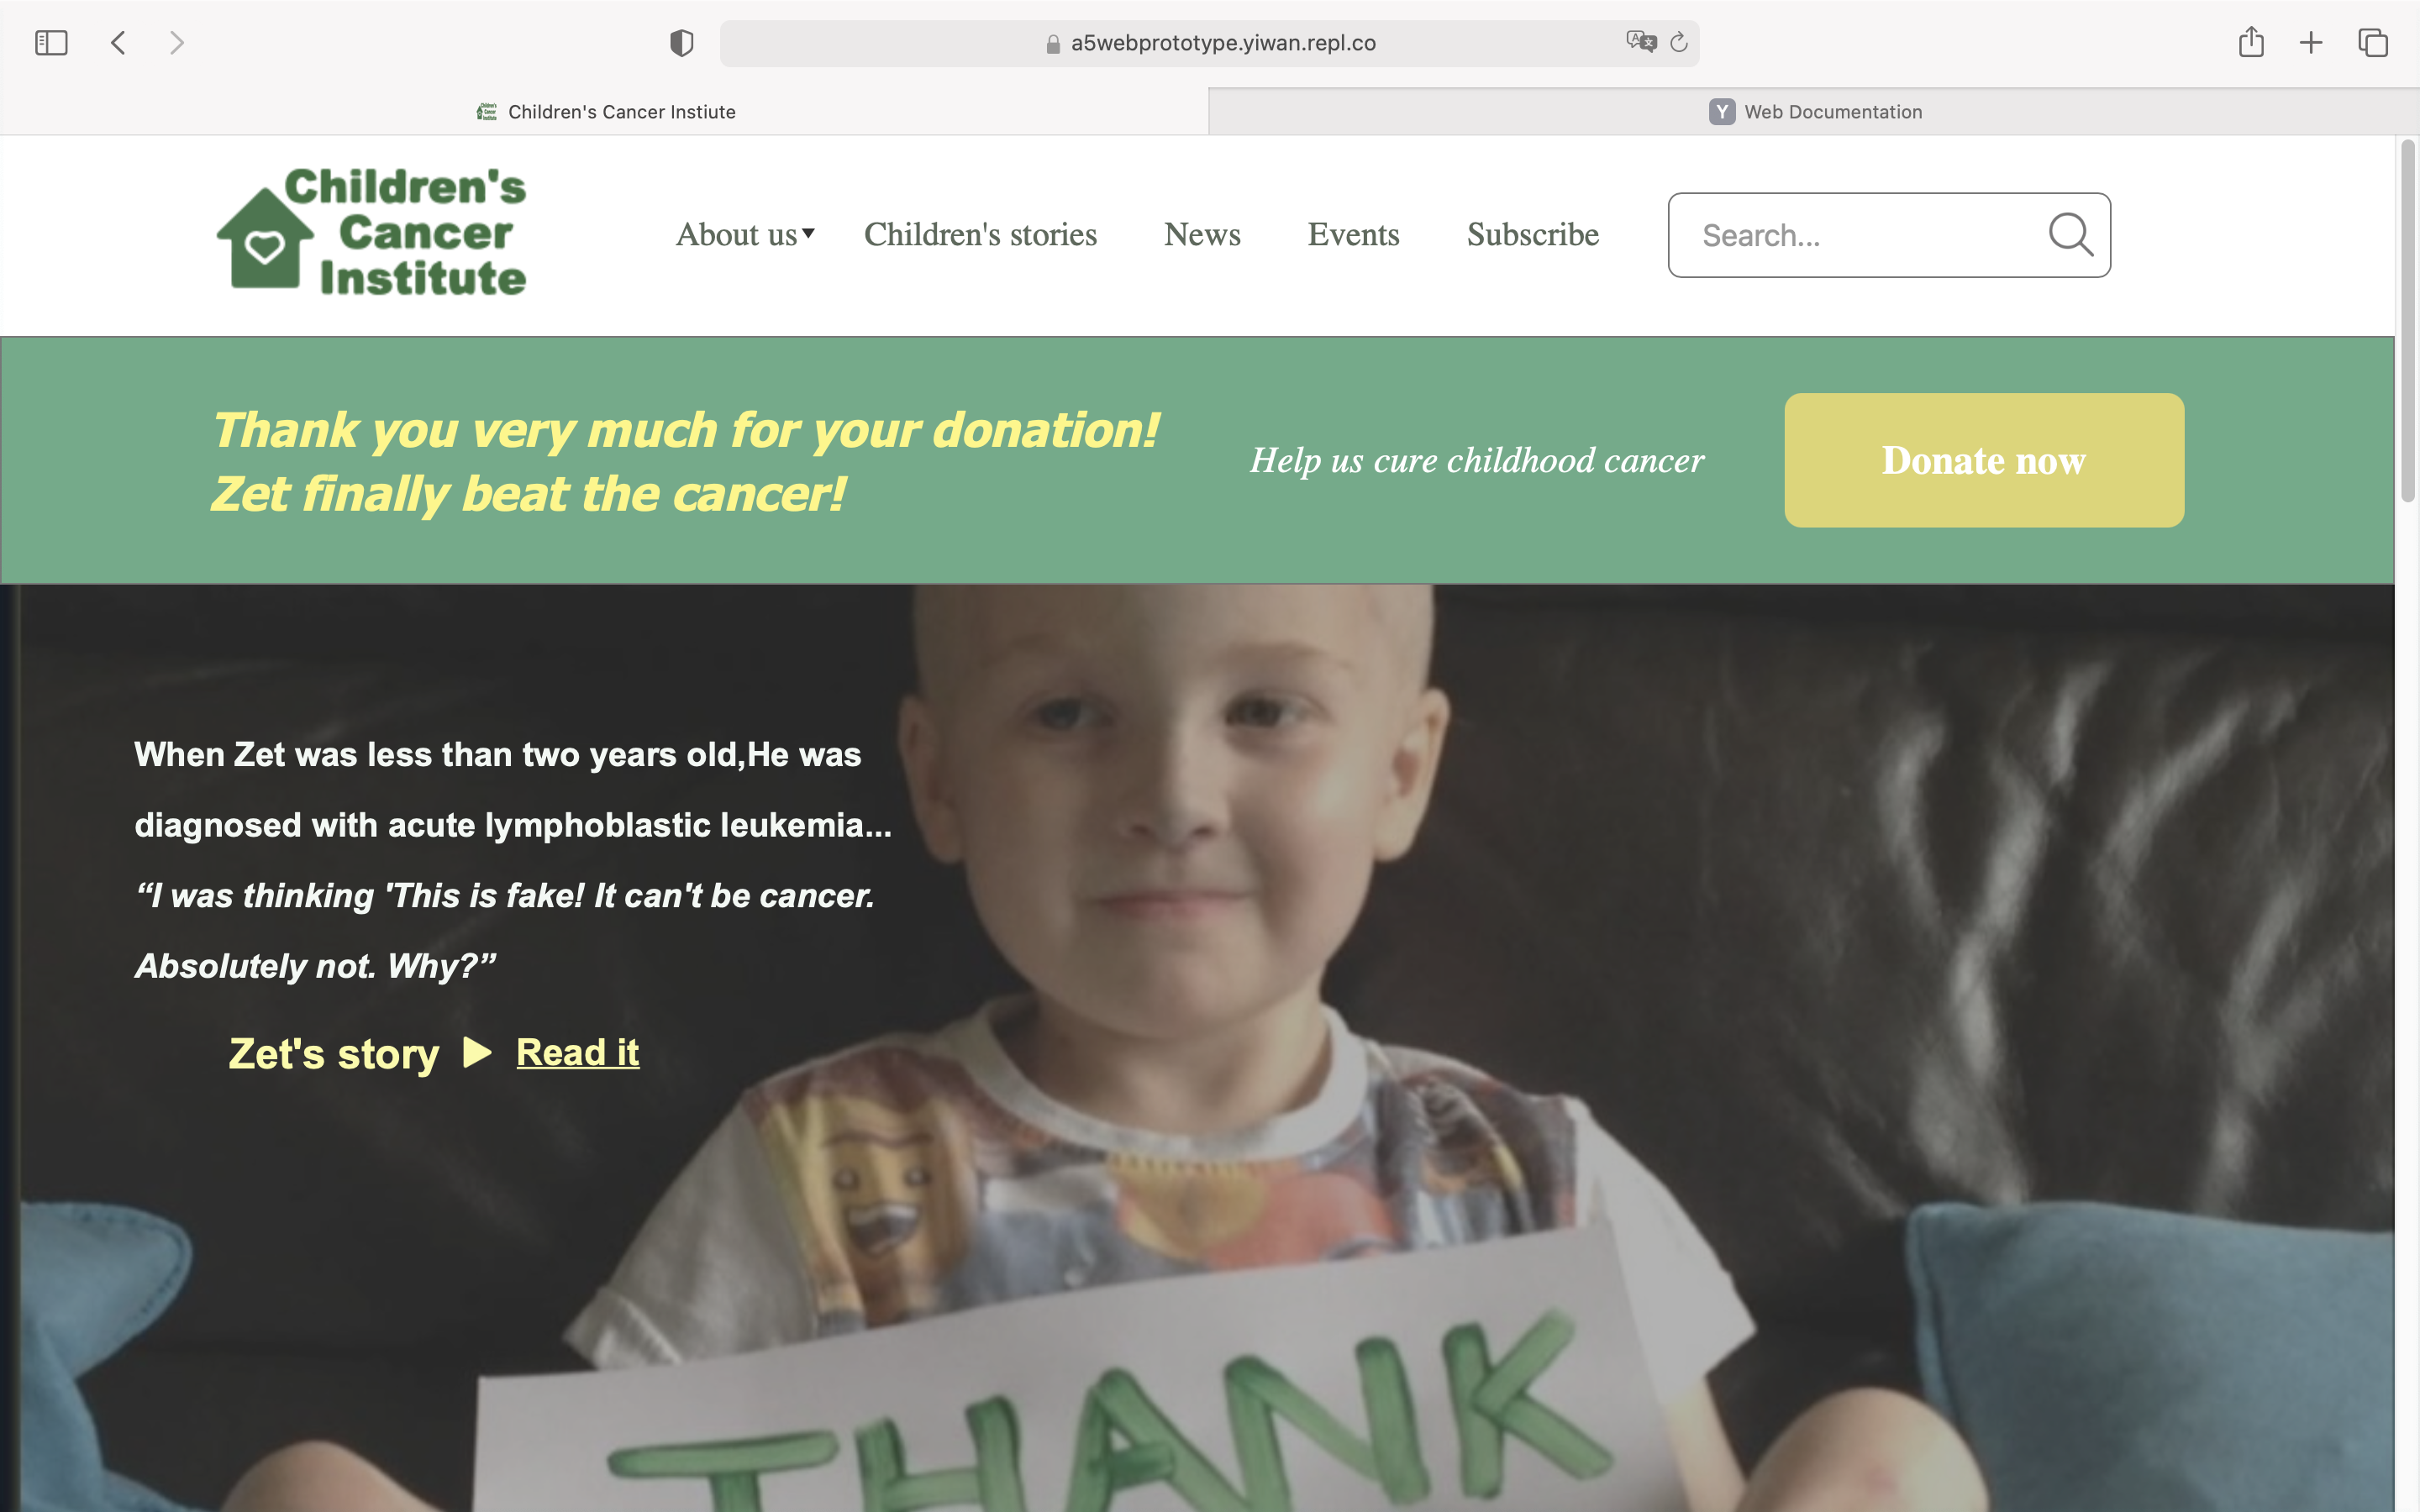 a5webprototype.yiwan.repl.co
Children's Cancer Instiute
Y Web Documentation
Children's
Cancer
Institute
About us▼ Children's stories News Events Subscribe Search...
Thank you very much for your donation!
Zet finally beat the cancer!
Help us cure childhood cancer
Donate now
When Zet was less than two years old,He was
diagnosed with acute lymphoblastic leukemia...
“I was thinking 'This is fake! It can't be cancer.
Absolutely not. Why?”
Zet's story ▶ Read it
THANK